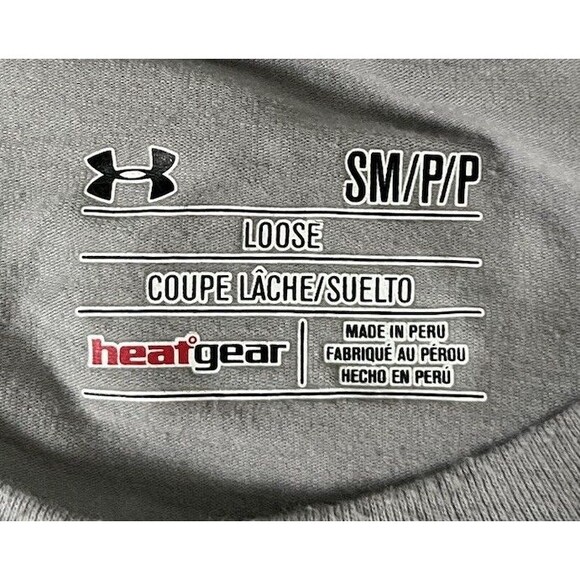 SM/P/P
LOOSE
COUPE LÂCHE/SUELTO
heatgear
MADE IN PERU
FABRIQUÉ AU PÉROU
HECHO EN PERÚ